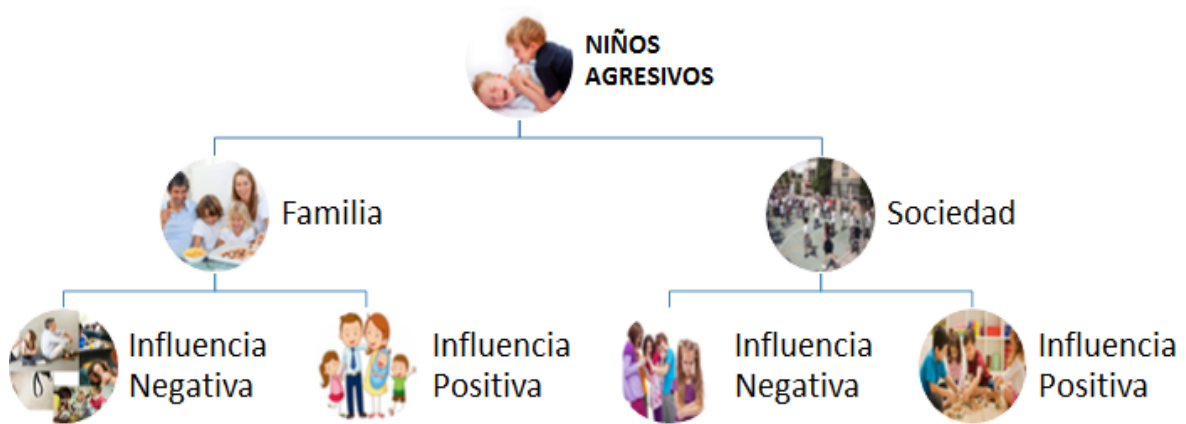 NIÑOS
AGRESIVOS
Familia
Sociedad
Influencia
Negativa
Influencia
Positiva
Influencia
Negativa
Influencia
Positiva